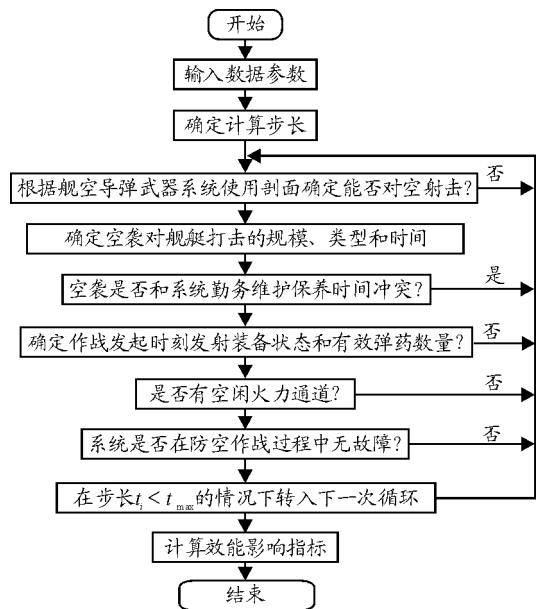 开始
输入数据参数
确定计算步长
根据舰空导弹武器系统使用剖面确定能否对空射击?
否
确定空袭对舰艇打击的规模、类型和时间
空袭是否和系统勤务维护保养时间冲突?
是
确定作战发起时刻发射装备状态和有效弹药数量?
否
是否有空闲火力通道?
否
系统是否在防空作战过程中无故障?
否
在步长t_i < t_max的情况下转入下一次循环
计算效能影响指标
结束